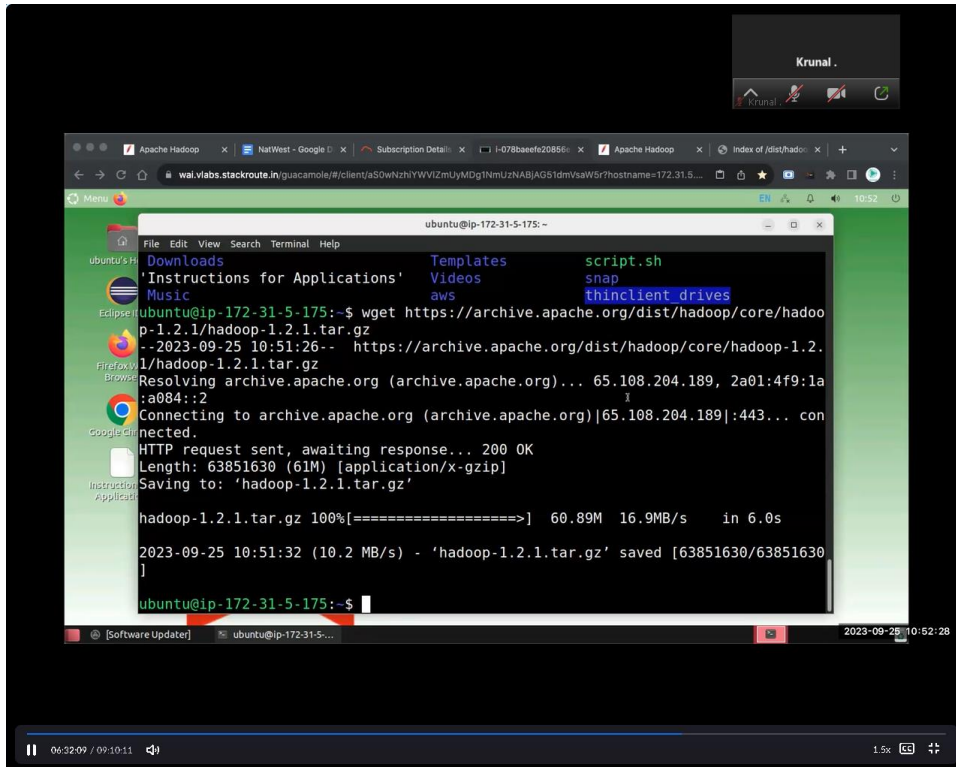 Krunal .
Krunal .
Apache Hadoop
NatWest - Google D
Subscription Details
i-078baeefe20856
Apache Hadoop
Index of /dist/hadoo
wai.vlabs.stackroute.in/guacamole/#/client/
?hostname=172.31.5....
Menu
EN
10:52
ubuntu@ip-172-31-5-175: ~
File Edit View Search Terminal Help
ubuntu's H
Eclipse I
Firefox W
Browse
Google Chr
Instruction
Applicati
Downloads Templates script.sh
'Instructions for Applications' Videos snap
Music aws thinclient_drives
ubuntu@ip-172-31-5-175:~$ wget https://archive.apache.org/dist/hadoop/core/hadoo
p-1.2.1/hadoop-1.2.1.tar.gz
--2023-09-25 10:51:26-- https://archive.apache.org/dist/hadoop/core/hadoop-1.2.
1/hadoop-1.2.1.tar.gz
Resolving archive.apache.org (archive.apache.org)... 65.108.204.189, 2a01:4f9:1a
:a084::2
Connecting to archive.apache.org (archive.apache.org)|65.108.204.189|:443... con
nected.
HTTP request sent, awaiting response... 200 OK
Length: 63851630 (61M) [application/x-gzip]
Saving to: ‘hadoop-1.2.1.tar.gz’
hadoop-1.2.1.tar.gz 100%[===================>] 60.89M 16.9MB/s in 6.0s
2023-09-25 10:51:32 (10.2 MB/s) - ‘hadoop-1.2.1.tar.gz’ saved [63851630/63851630
]
ubuntu@ip-172-31-5-175:~$
[Software Updater]
ubuntu@ip-172-31-5-...
2023-09-25 10:52:28
06:32:09 / 09:10:11
1.5x
CC